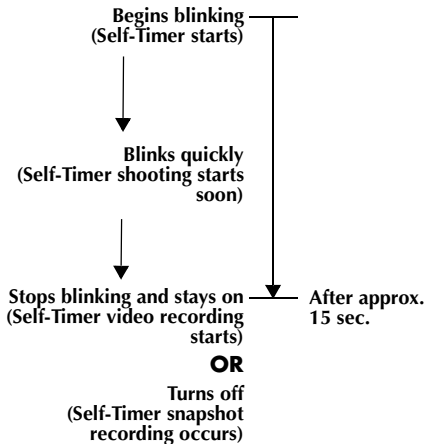 Begins blinking
(Self-Timer starts)
Blinks quickly
(Self-Timer shooting starts
soon)
Stops blinking and stays on
(Self-Timer video recording
starts)
After approx.
15 sec.
OR
Turns off
(Self-Timer snapshot
recording occurs)